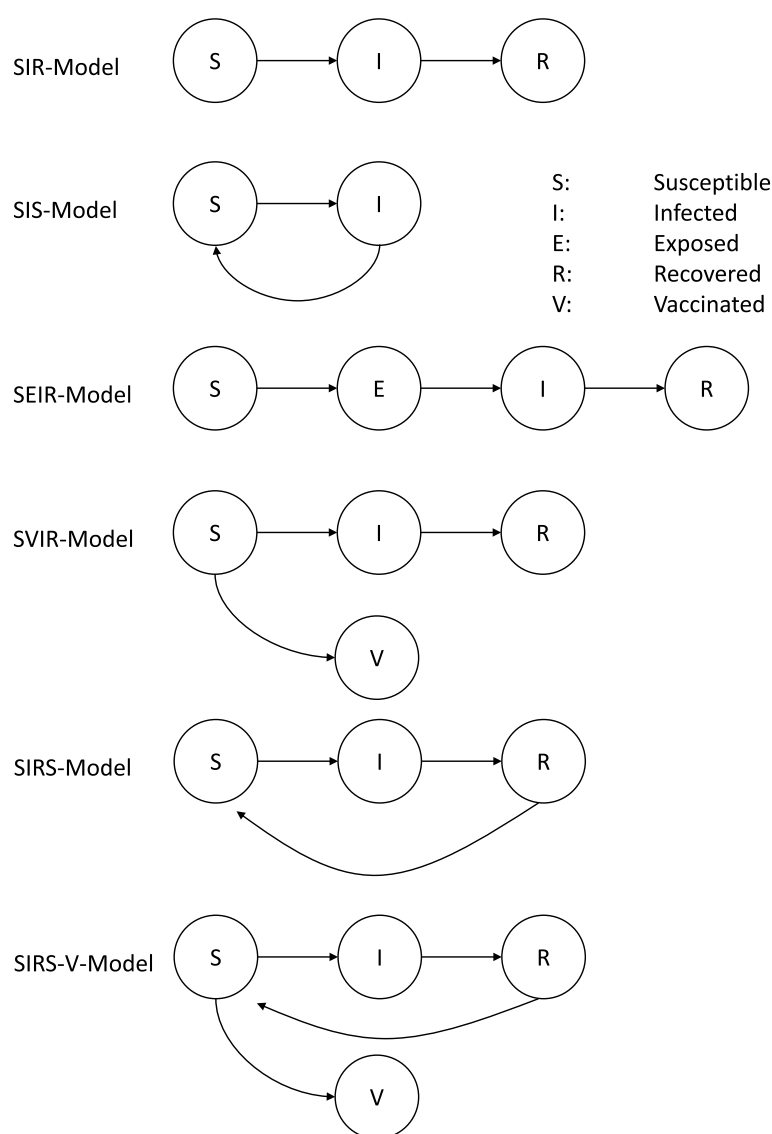 SIR-Model
S
I
R
SIS-Model
S
I
S: Susceptible
I: Infected
E: Exposed
R: Recovered
V: Vaccinated
SEIR-Model
S
E
I
R
SVIR-Model
S
I
R
V
SIRS-Model
S
I
R
SIRS-V-Model
S
I
R
V